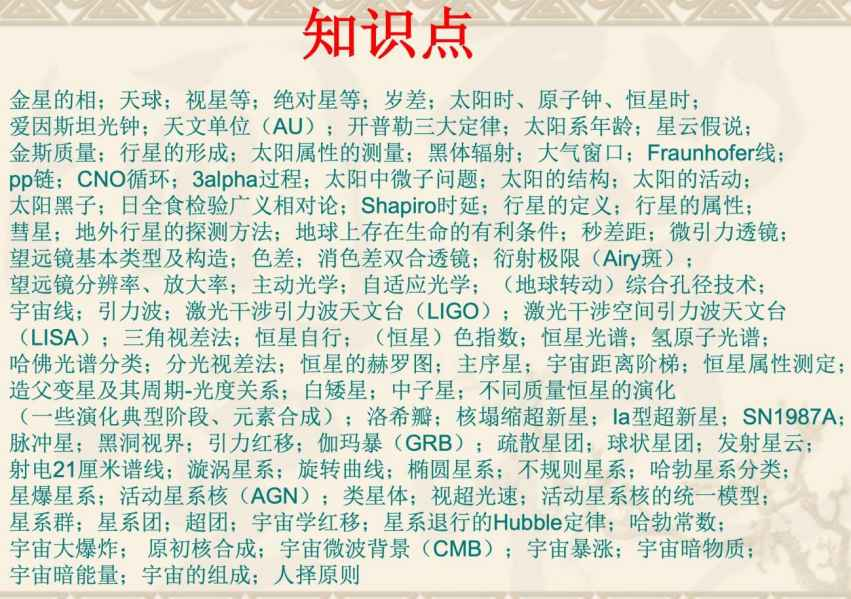 知识点
金星的相；天球；视星等；绝对星等；岁差；太阳时、原子钟、恒星时；
爱因斯坦光钟；天文单位（AU）；开普勒三大定律；太阳系年龄；星云假说；
金斯质量；行星的形成；太阳属性的测量；黑体辐射；大气窗口；Fraunhofer线；
pp链；CNO循环；3alpha过程；太阳中微子问题；太阳的结构；太阳的活动；
太阳黑子；日全食检验广义相对论；Shapiro时延；行星的定义；行星的属性；
彗星；地外行星的探测方法；地球上存在生命的有利条件；秒差距；微引力透镜；
望远镜基本类型及构造；色差；消色差双合透镜；衍射极限（Airy斑）；
望远镜分辨率、放大率；主动光学；自适应光学；（地球转动）综合孔径技术；
宇宙线；引力波；激光干涉引力波天文台（LIGO）；激光干涉空间引力波天文台
（LISA）；三角视差法；恒星自行；（恒星）色指数；恒星光谱；氢原子光谱；
哈佛光谱分类；分光视差法；恒星的赫罗图；主序星；宇宙距离阶梯；恒星属性测定；
造父变星及其周期-光度关系；白矮星；中子星；不同质量恒星的演化
（一些演化典型阶段、元素合成）；洛希瓣；核塌缩超新星；Ia型超新星；SN1987A；
脉冲星；黑洞视界；引力红移；伽玛暴（GRB）；疏散星团；球状星团；发射星云；
射电21厘米谱线；漩涡星系；旋转曲线；椭圆星系；不规则星系；哈勃星系分类；
星爆星系；活动星系核（AGN）；类星体；视超光速；活动星系核的统一模型；
星系群；星系团；超团；宇宙学红移；星系退行的Hubble定律；哈勃常数；
宇宙大爆炸； 原初核合成；宇宙微波背景（CMB）；宇宙暴涨；宇宙暗物质；
宇宙暗能量；宇宙的组成；人择原则